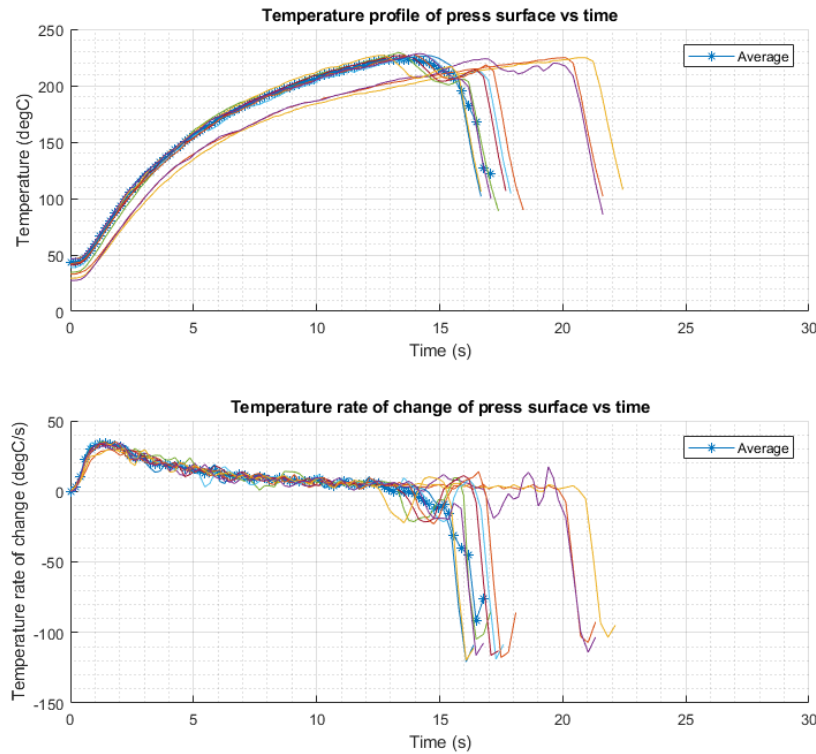 Temperature profile of press surface vs time
250
200
150
100
50
0
Temperature (degC)
Average
0 5 10 15 20 25 30
Time (s)
Temperature rate of change of press surface vs time
50
0
-50
-100
-150
Temperature rate of change (degC/s)
Average
0 5 10 15 20 25 30
Time (s)